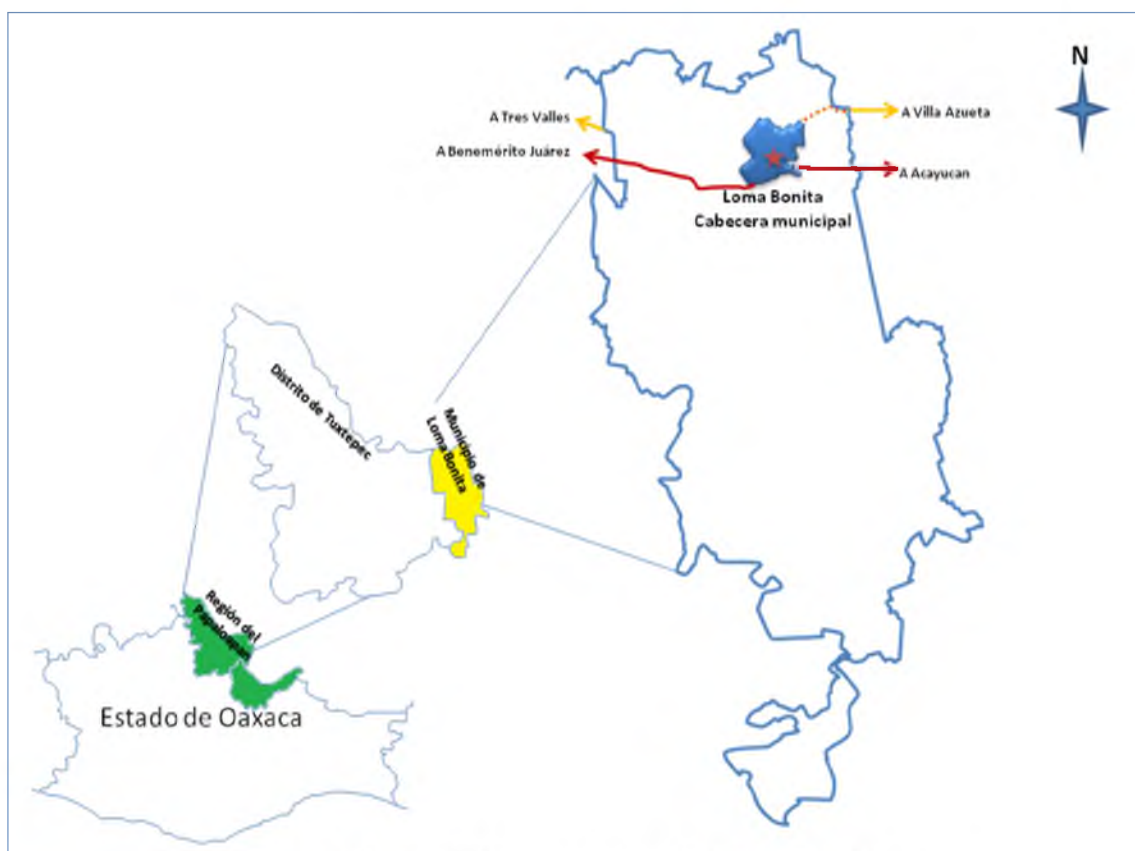 N
A Tres Valles
A Villa Azueta
A Benemérito Juárez
A Acayucan
Loma Bonita
Cabecera municipal
Distrito de Tuxtepec
Municipio de
Loma Bonita
Región del
Papaloapan
Estado de Oaxaca